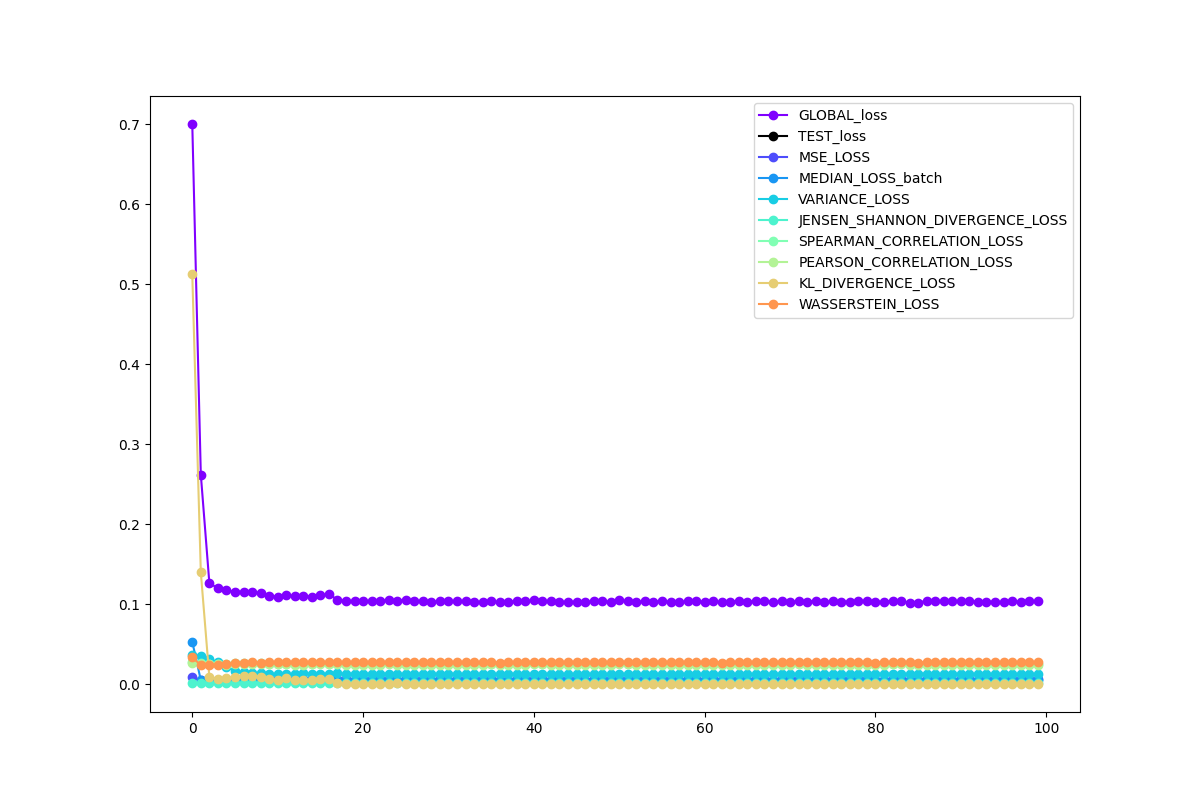 GLOBAL_loss
TEST_loss
MSE_LOSS
MEDIAN_LOSS_batch
VARIANCE_LOSS
JENSEN_SHANNON_DIVERGENCE_LOSS
SPEARMAN_CORRELATION_LOSS
PEARSON_CORRELATION_LOSS
KL_DIVERGENCE_LOSS
WASSERSTEIN_LOSS
0.7
0.6
0.5
0.4
0.3
0.2
0.1
0.0
0 20 40 60 80 100